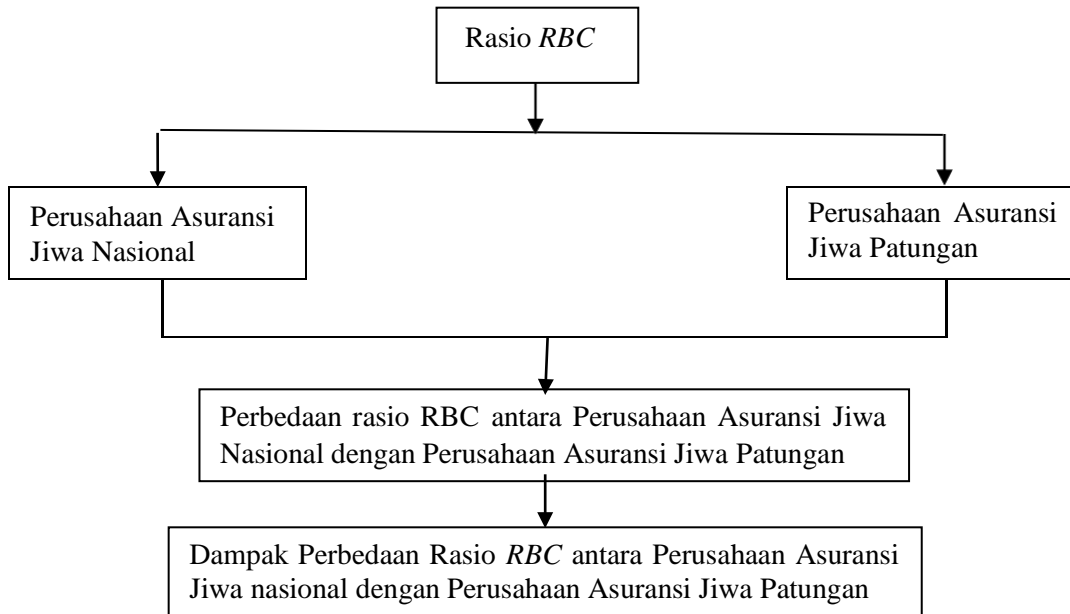 Rasio RBC
Perusahaan Asuransi
Jiwa Nasional
Perusahaan Asuransi
Jiwa Patungan
Perbedaan rasio RBC antara Perusahaan Asuransi Jiwa
Nasional dengan Perusahaan Asuransi Jiwa Patungan
Dampak Perbedaan Rasio RBC antara Perusahaan Asuransi
Jiwa nasional dengan Perusahaan Asuransi Jiwa Patungan